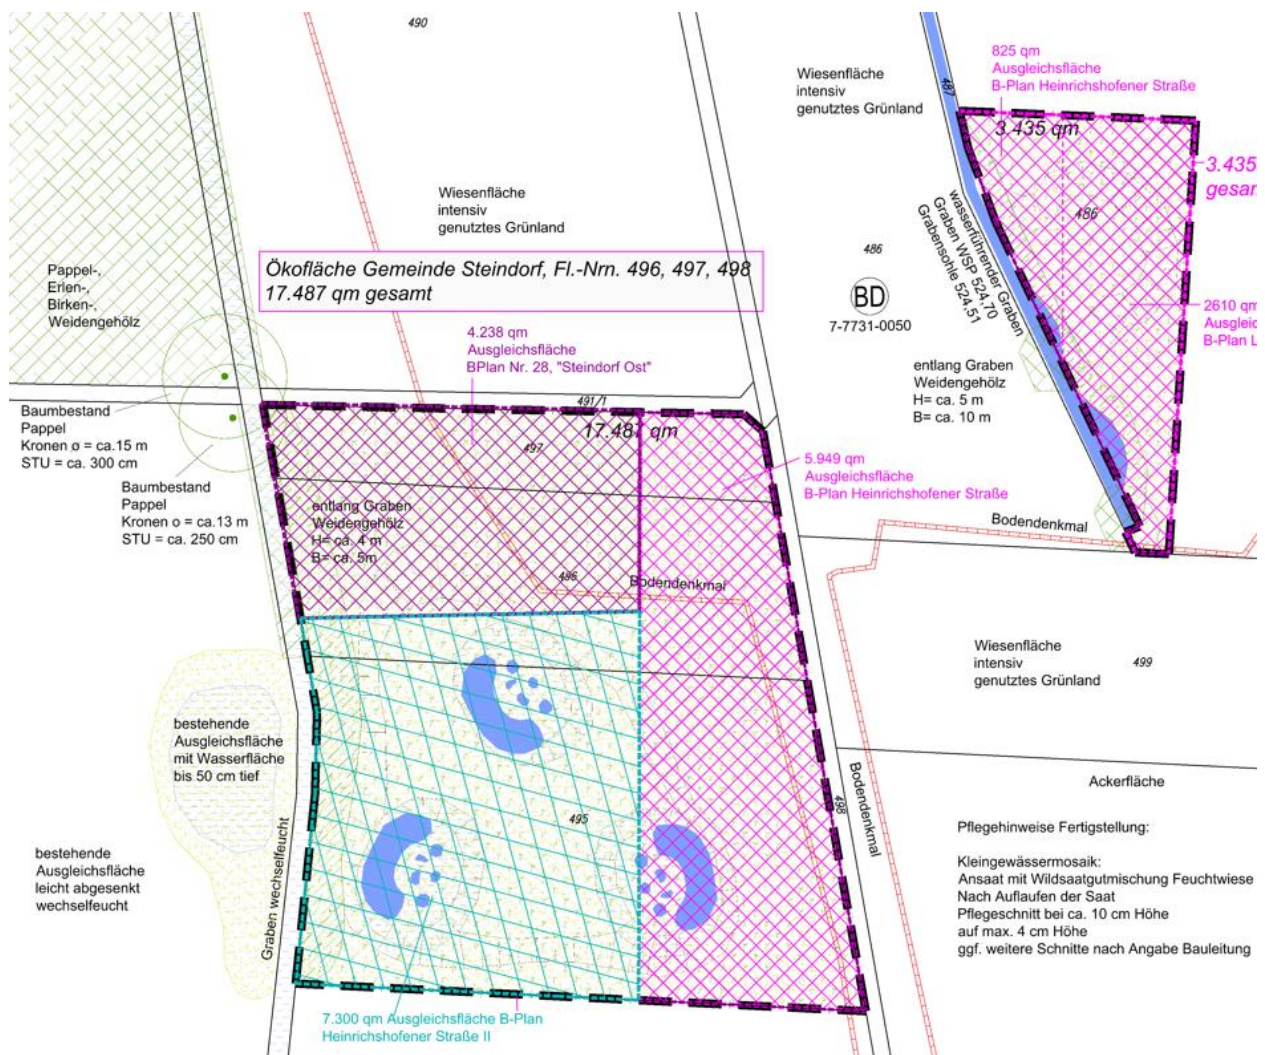 490
825 qm
Ausgleichsfläche
B-Plan Heinrichshofener Straße
Wiesenfläche
intensiv
genutztes Grünland
487
3.435 qm
3.435
gesar
486
Wiesenfläche
intensiv
genutztes Grünland
wasserführender Graben
Graben WSP 524,70
Grabensohle 524,51
486
Ökofläche Gemeinde Steindorf, Fl.-Nrn. 496, 497, 498
17.487 qm gesamt
Pappel-,
Erlen-,
Birken-,
Weidengehölz
BD
7-7731-0050
2610 qm
Ausgleic
B-Plan L
4.238 qm
Ausgleichsfläche
BPlan Nr. 28, "Steindorf Ost"
entlang Graben
Weidengehölz
H= ca. 5 m
B= ca. 10 m
491/1
Baumbestand
Pappel
Kronen ø = ca.15 m
STU = ca. 300 cm
17.487 qm
497
5.949 qm
Ausgleichsfläche
B-Plan Heinrichshofener Straße
Baumbestand
Pappel
Kronen o = ca.13 m
STU = ca. 250 cm
entlang Graben
Weidengehölz
H= ca. 4 m
B= ca. 5m
Bodendenkmal
496
Bodendenkmal
Wiesenfläche
intensiv
genutztes Grünland
499
bestehende
Ausgleichsfläche
mit Wasserfläche
bis 50 cm tief
Ackerfläche
495
498
Bodendenkmal
Pflegehinweise Fertigstellung:
Kleingewässermosaik:
Ansaat mit Wildsaatgutmischung Feuchtwiese
Nach Auflaufen der Saat
Pflegeschnitt bei ca. 10 cm Höhe
auf max. 4 cm Höhe
ggf. weitere Schnitte nach Angabe Bauleitung
bestehende
Ausgleichsfläche
leicht abgesenkt
wechselfeucht
Graben wechselfeucht
7.300 qm Ausgleichsfläche B-Plan
Heinrichshofener Straße II